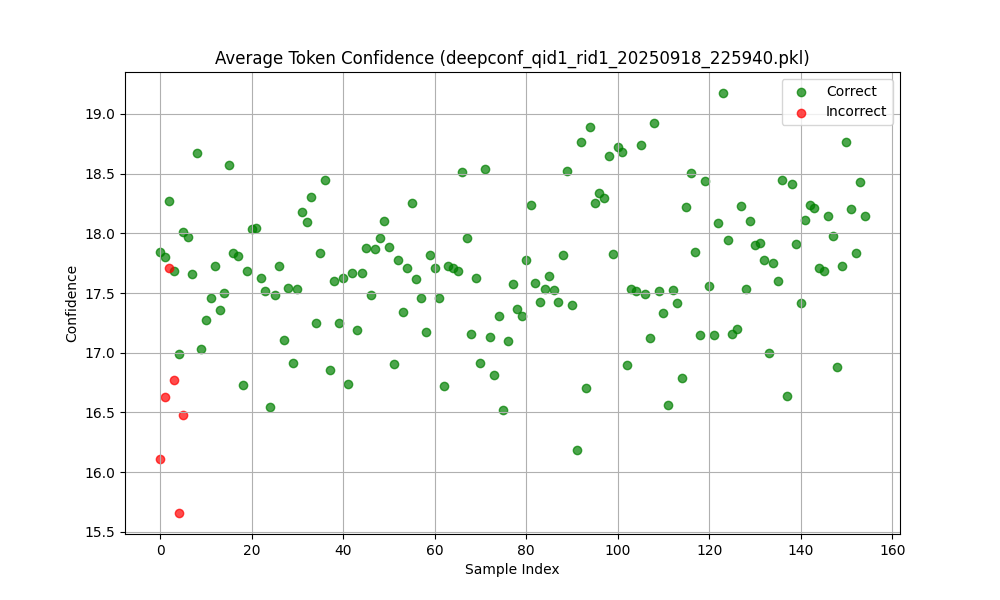 Average Token Confidence (deepconf_qid1_rid1_20250918_225940.pkl)
Correct
Incorrect
19.0
18.5
18.0
17.5
17.0
16.5
16.0
15.5
Confidence
0 20 40 60 80 100 120 140 160
Sample Index